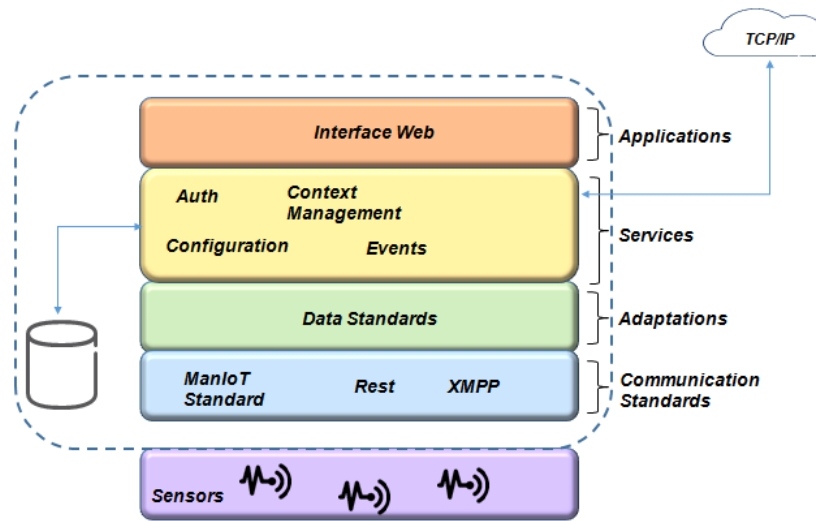 TCP/IP
Interface Web
Applications
Auth
Context
Management
Configuration
Events
Services
Data Standards
Adaptations
ManIoT
Standard
Rest
XMPP
Communication
Standards
Sensors